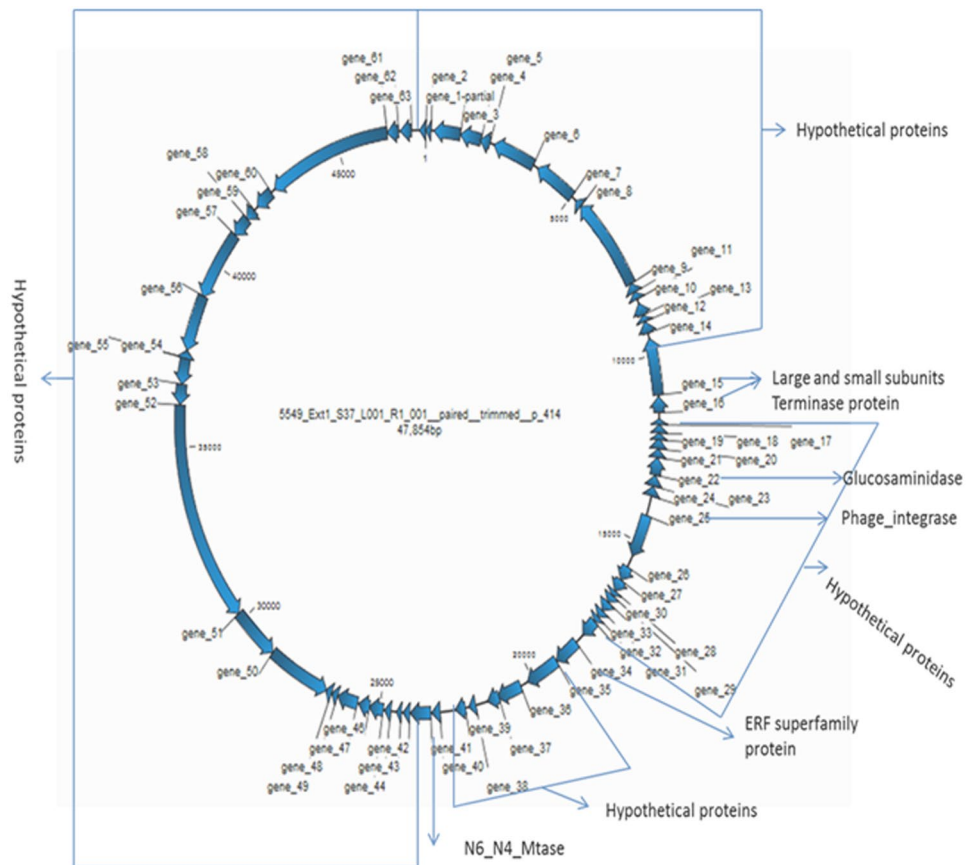 gene_61
gene_62
gene_63
gene_5
gene_2
gene_4
gene_1-partial
gene_3
gene_6
gene_7
gene_8
Hypothetical proteins
gene_58
gene_60
gene_59
gene_57
45000
1
5000
gene_11
gene_9
gene_10
gene_13
gene_12
gene_14
40000
10000
gene_56
gene_55
gene_54
gene_53
gene_52
Hypothetical proteins
5549_Ext1_S37_L001_R1_001__paired__trimmed__p_414
47,854bp
gene_15
gene_16
Large and small subunits
Terminase protein
gene_19
gene_18
gene_17
gene_21
gene_20
gene_22
Glucosaminidase
gene_24
gene_23
gene_25
Phage_integrase
35000
15000
gene_26
gene_27
gene_30
gene_33
gene_32
gene_28
gene_31
gene_34
gene_29
gene_35
Hypothetical proteins
30000
gene_51
gene_50
25000
20000
ERF superfamily
protein
gene_36
gene_46
gene_42
gene_41
gene_39
gene_37
gene_47
gene_43
gene_40
gene_48
gene_49
gene_44
gene_38
Hypothetical proteins
N6_N4_Mtase